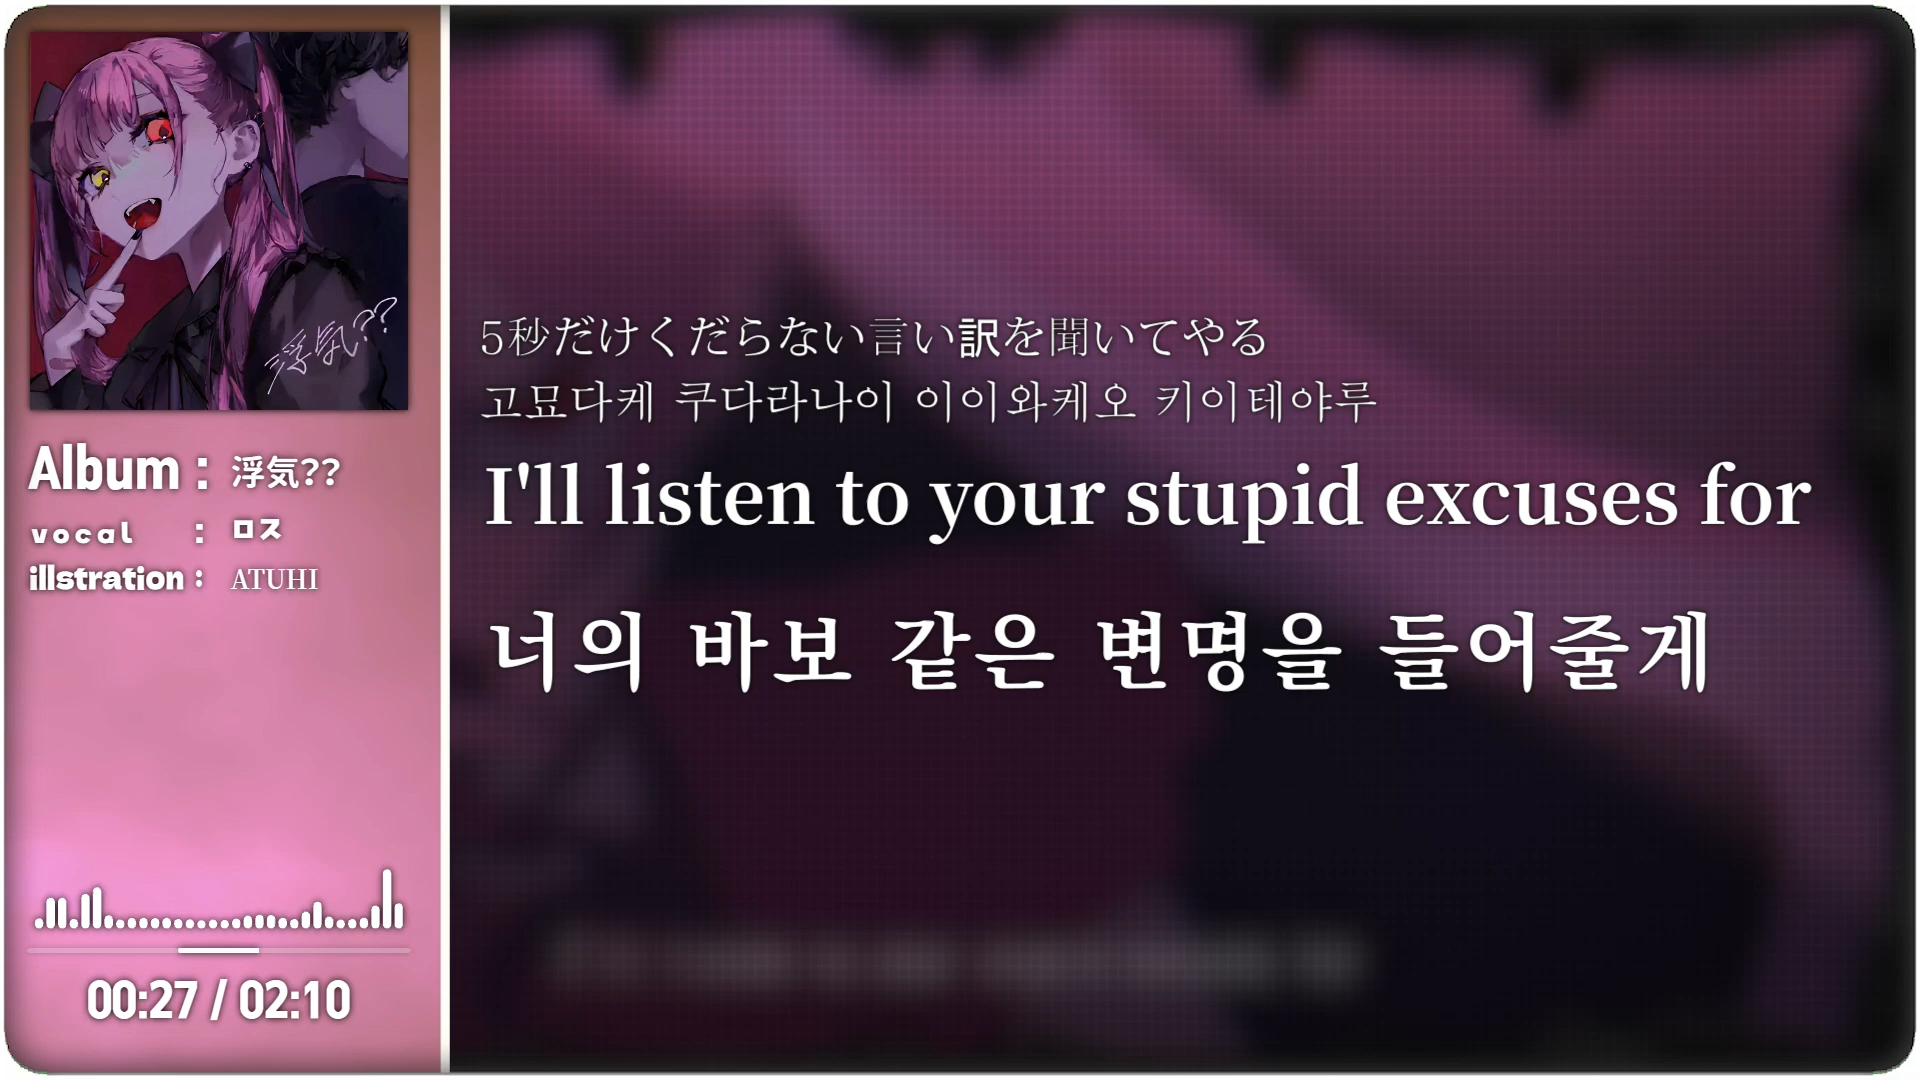 浮気??
Album : 浮気??
vocal : ロス
illstration : ATUHI
00:27 / 02:10
5秒だけくだらない言い訳を聞いてやる
고묘다케 쿠다라나이 이이와케오 키이테야루
I'll listen to your stupid excuses for
너의 바보 같은 변명을 들어줄게